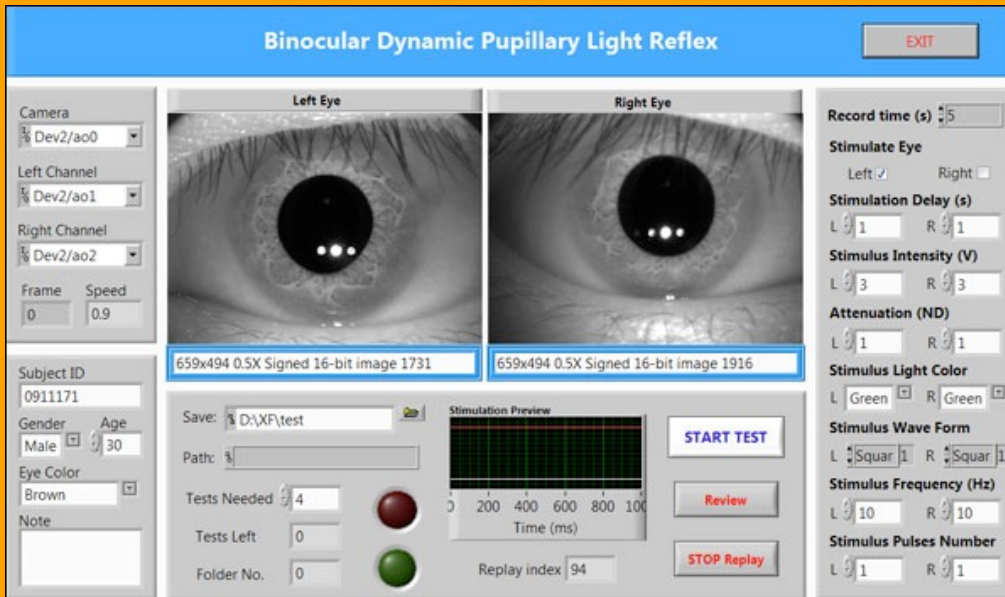 Binocular Dynamic Pupillary Light Reflex
EXIT
Camera
Dev2/ao0
Left Channel
Dev2/ao1
Right Channel
Dev2/ao2
Frame Speed
0 0.9
Subject ID
0911171
Gender Age
Male 30
Eye Color
Brown
Note
Left Eye
659x494 0.5X Signed 16-bit image 1731
Right Eye
659x494 0.5X Signed 16-bit image 1916
Save: D:\XF\test
Path:
Tests Needed 4
Tests Left 0
Folder No. 0
Stimulation Preview
0 200 400 600 800 100
Time (ms)
Replay index 94
START TEST
Review
STOP Replay
Record time (s) 5
Stimulate Eye
Left Right
Stimulation Delay (s)
L 1 R 1
Stimulus Intensity (V)
L 3 R 3
Attenuation (ND)
L 1 R 1
Stimulus Light Color
L Green R Green
Stimulus Wave Form
L Squar 1 R Squar 1
Stimulus Frequency (Hz)
L 10 R 10
Stimulus Pulses Number
L 1 R 1